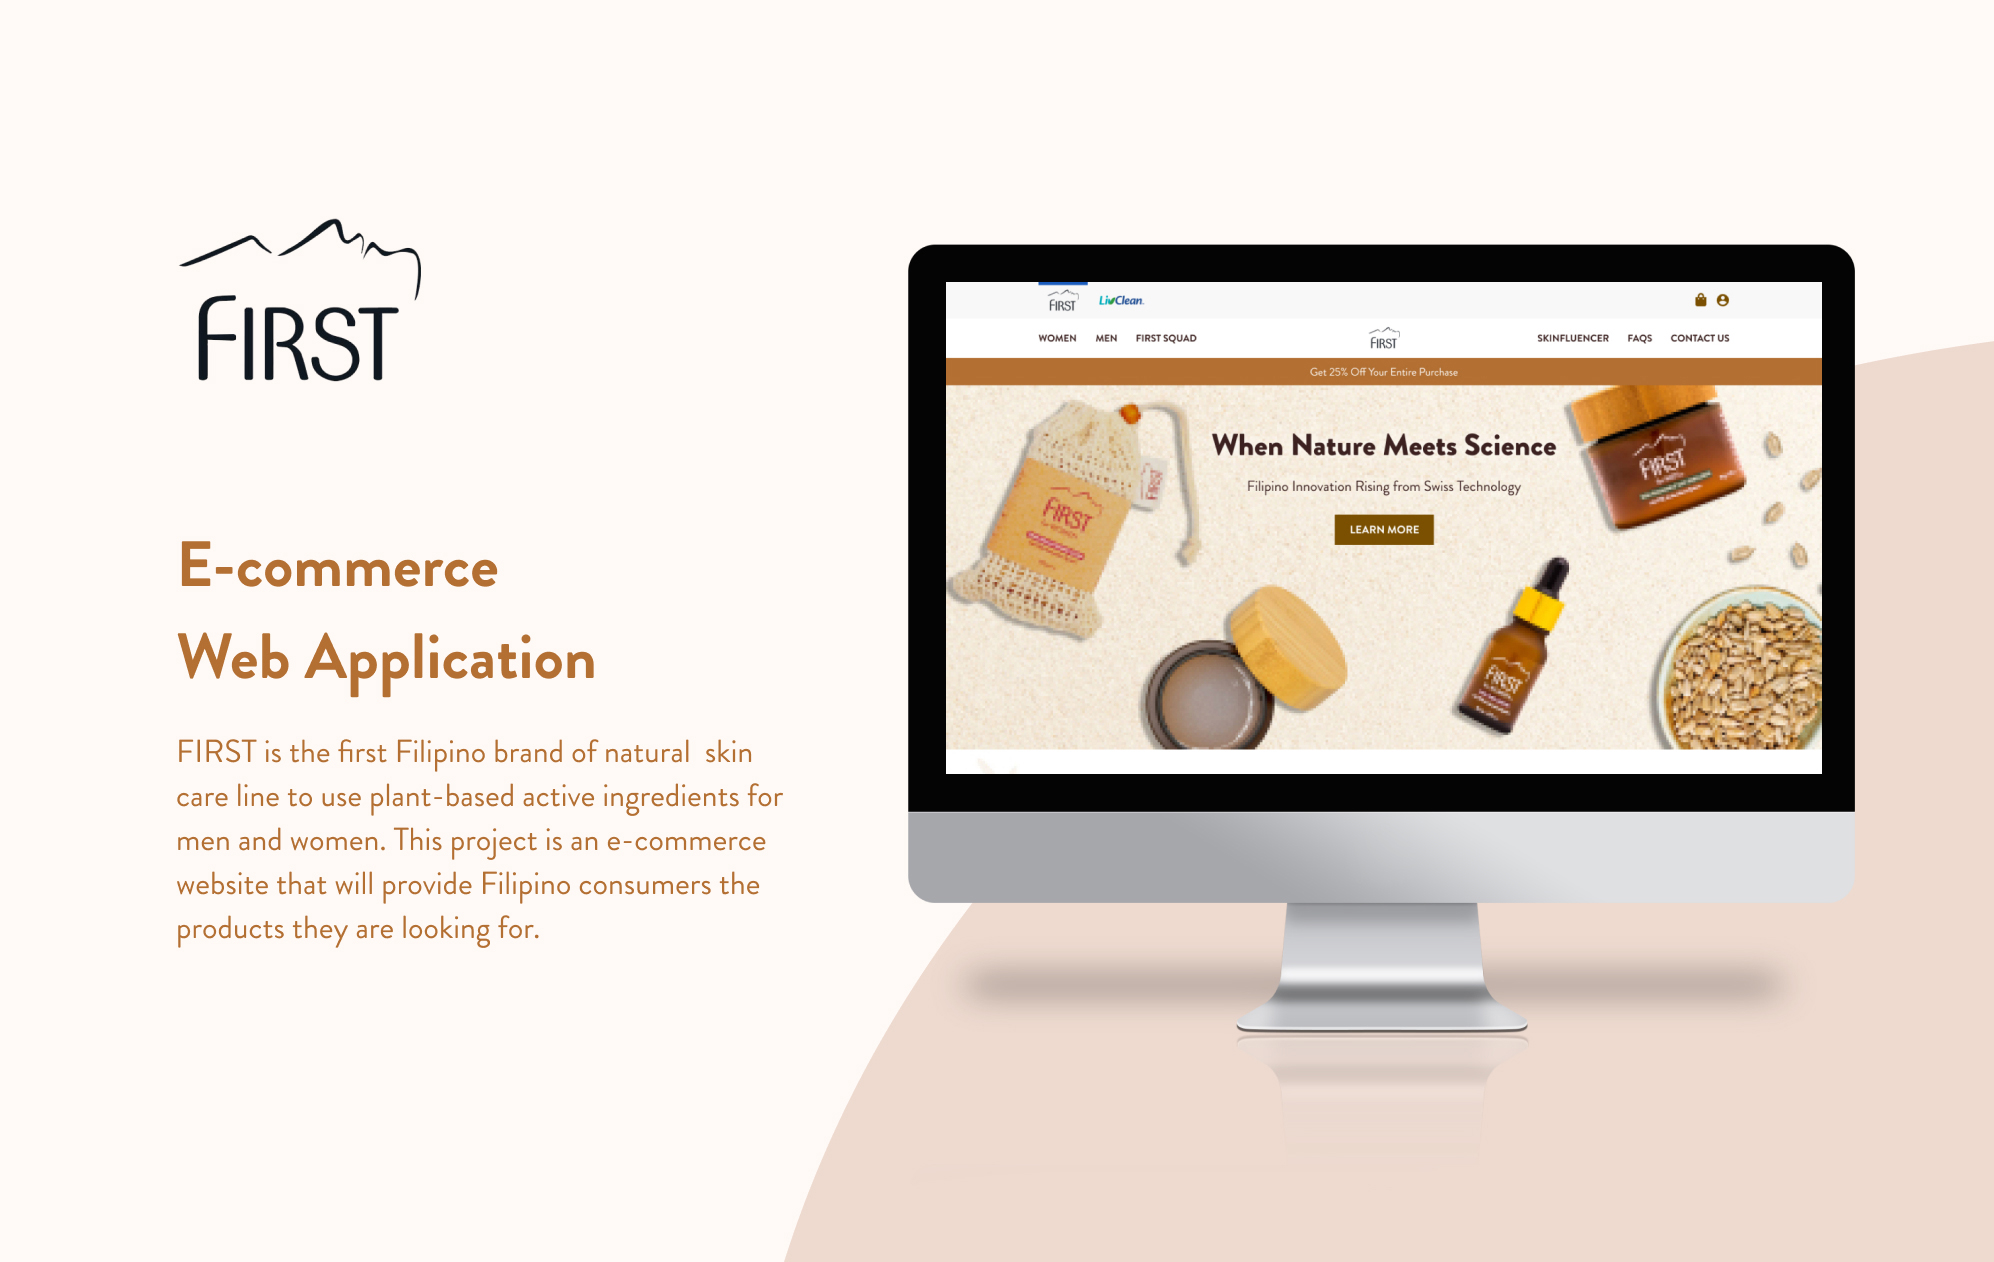 FIRST
E-commerce
Web Application
FIRST is the first Filipino brand of natural  skin
care line to use plant-based active ingredients for
men and women. This project is an e-commerce
website that will provide Filipino consumers the
products they are looking for.
FIRST LivClean
WOMEN MEN FIRST SQUAD FIRST SKINFLUENCER FAQS CONTACT US
Get 25% Off Your Entire Purchase
When Nature Meets Science
Filipino Innovation Rising from Swiss Technology
LEARN MORE
FIRST
FIRST
FIRST
FIRST